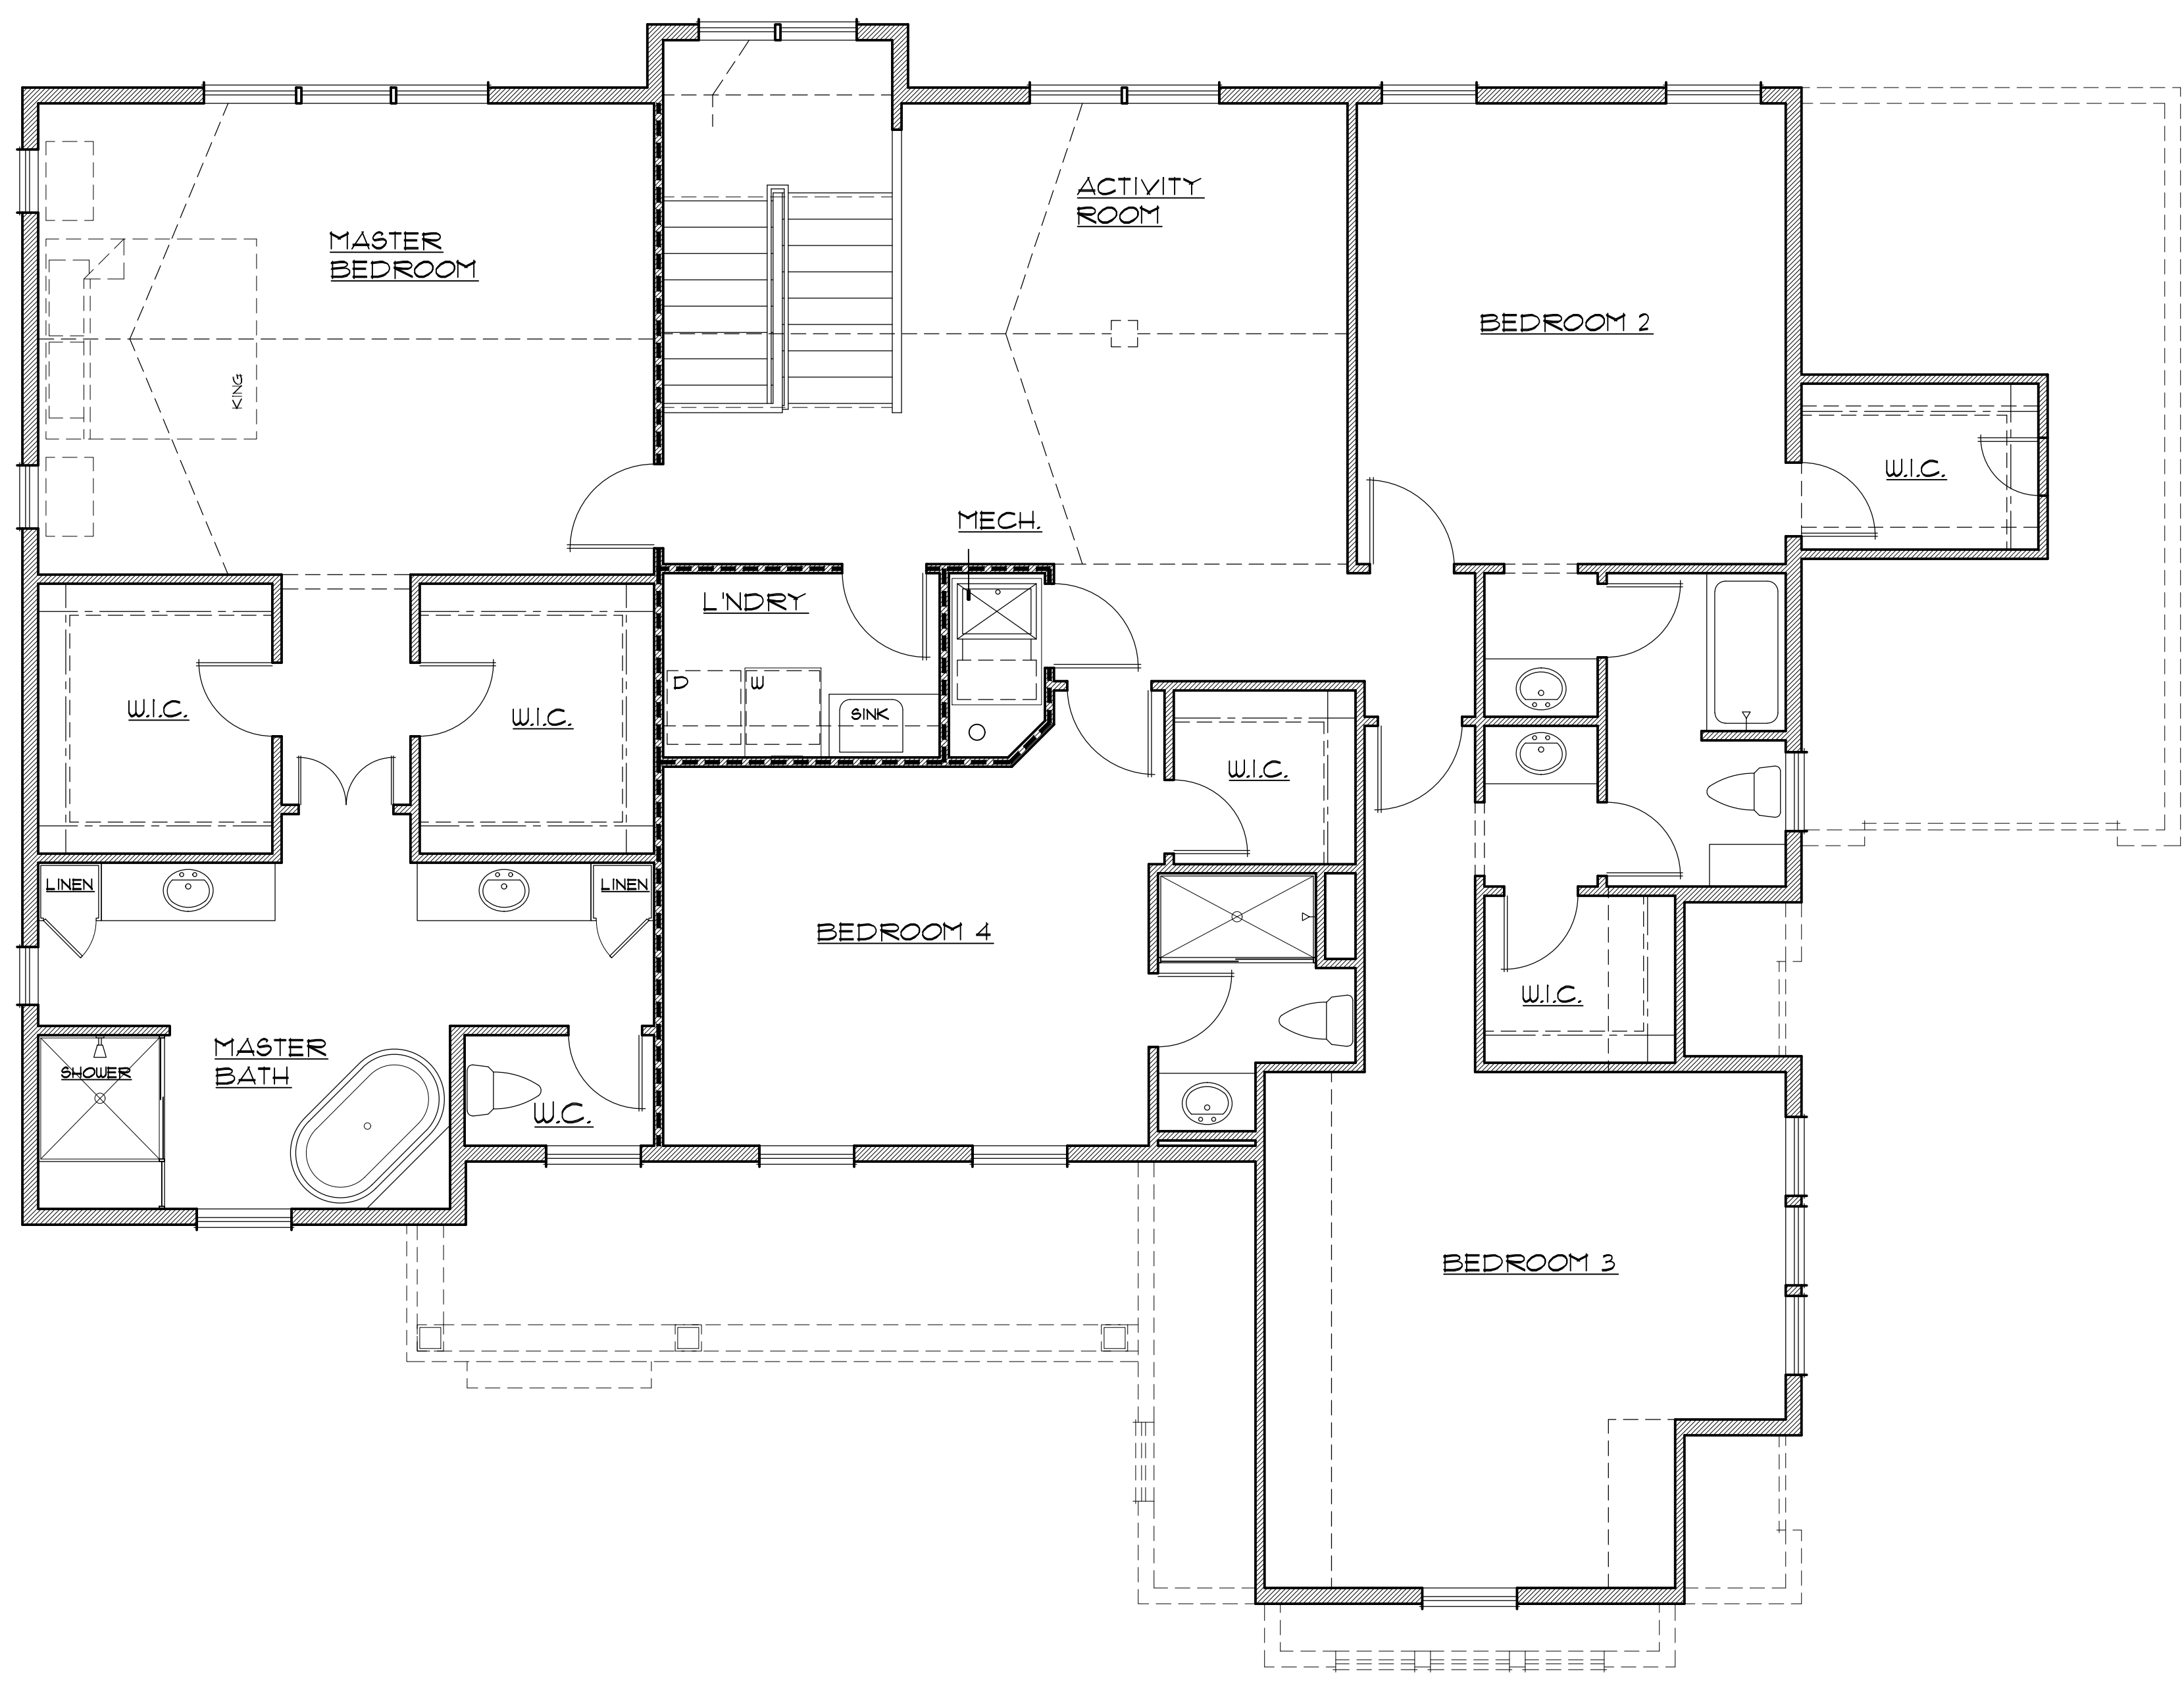 ACTIVITY
ROOM
MASTER
BEDROOM
BEDROOM 2
KING
W.I.C.
MECH.
L'NDRY
D
W
SINK
W.I.C.
W.I.C.
W.I.C.
LINEN
LINEN
BEDROOM 4
W.I.C.
MASTER
BATH
SHOWER
W.C.
BEDROOM 3